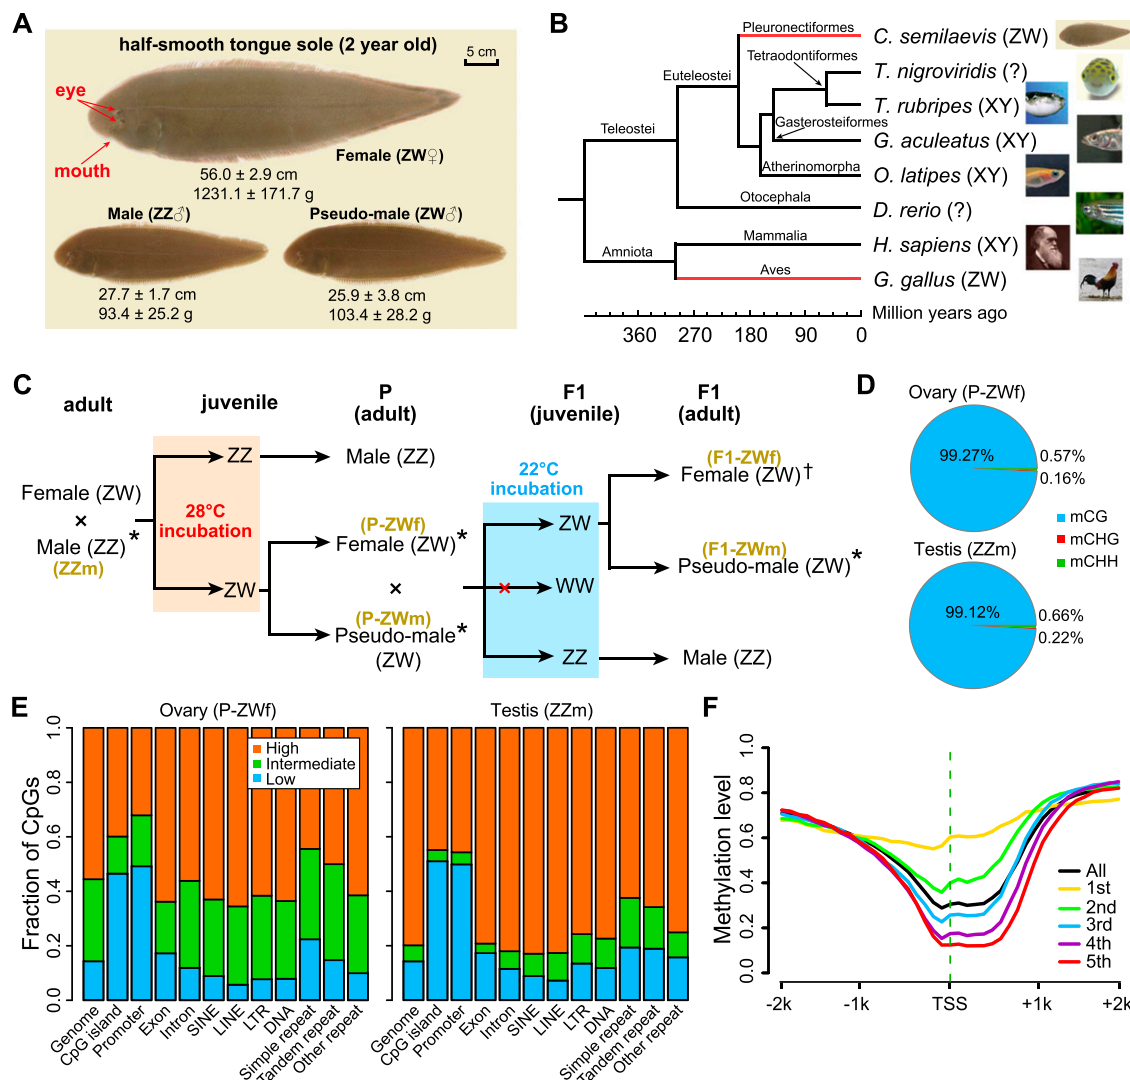 A
half-smooth tongue sole (2 year old)
5 cm
eye
mouth
Female (ZW♀)
56.0 ± 2.9 cm
1231.1 ± 171.7 g
Male (ZZ♂)
Pseudo-male (ZW♂)
27.7 ± 1.7 cm
93.4 ± 25.2 g
25.9 ± 3.8 cm
103.4 ± 28.2 g
B
Pleuronectiformes
C. semilaevis (ZW)
Tetraodontiformes
T. nigroviridis (?)
Euteleostei
T. rubripes (XY)
Gasterosteiformes
Teleostei
G. aculeatus (XY)
Atherinomorpha
O. latipes (XY)
Otocephala
D. rerio (?)
Mammalia
H. sapiens (XY)
Amniota
Aves
G. gallus (ZW)
Million years ago
360 270 180 90 0
C
adult
juvenile
P
(adult)
F1
(juvenile)
F1
(adult)
Female (ZW)
×
Male (ZZ)*
(ZZm)
28°C
incubation
ZZ
ZW
Male (ZZ)
(P-ZWf)
Female (ZW)*
×
(P-ZWm)
Pseudo-male*
(ZW)
22°C
incubation
ZW
×
WW
ZZ
(F1-ZWf)
Female (ZW)†
(F1-ZWm)
Pseudo-male (ZW)*
Male (ZZ)
D
Ovary (P-ZWf)
99.27%
0.57%
0.16%
mCG
mCHG
mCHH
Testis (ZZm)
99.12%
0.66%
0.22%
E
Ovary (P-ZWf)
Testis (ZZm)
Fraction of CpGs
1.0
0.8
0.6
0.4
0.2
0.0
High
Intermediate
Low
Genome
CpG island
Promoter
Exon
Intron
SINE
LINE
LTR
DNA
Simple repeat
Tandem repeat
Other repeat
Genome
CpG island
Promoter
Exon
Intron
SINE
LINE
LTR
DNA
Simple repeat
Tandem repeat
Other repeat
F
Methylation level
1.0
0.8
0.6
0.4
0.2
0.0
All
1st
2nd
3rd
4th
5th
-2k -1k TSS +1k +2k